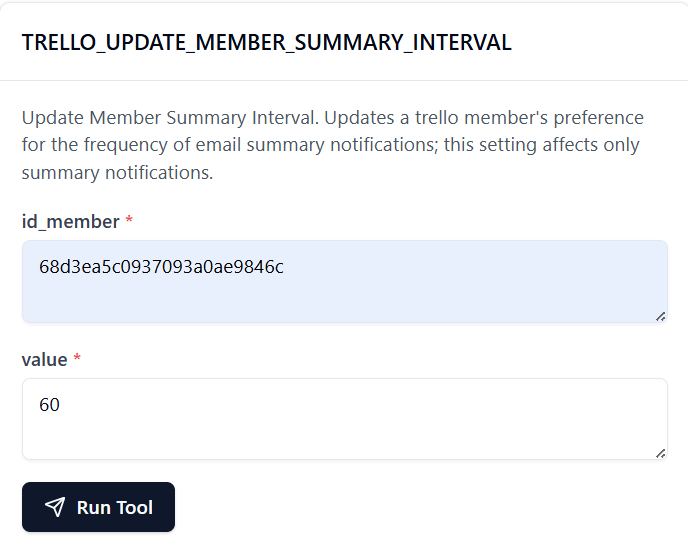 TRELLO_UPDATE_MEMBER_SUMMARY_INTERVAL
Update Member Summary Interval. Updates a trello member's preference
for the frequency of email summary notifications; this setting affects only
summary notifications.
id_member *
68d3ea5c0937093a0ae9846c
value *
60
Run Tool